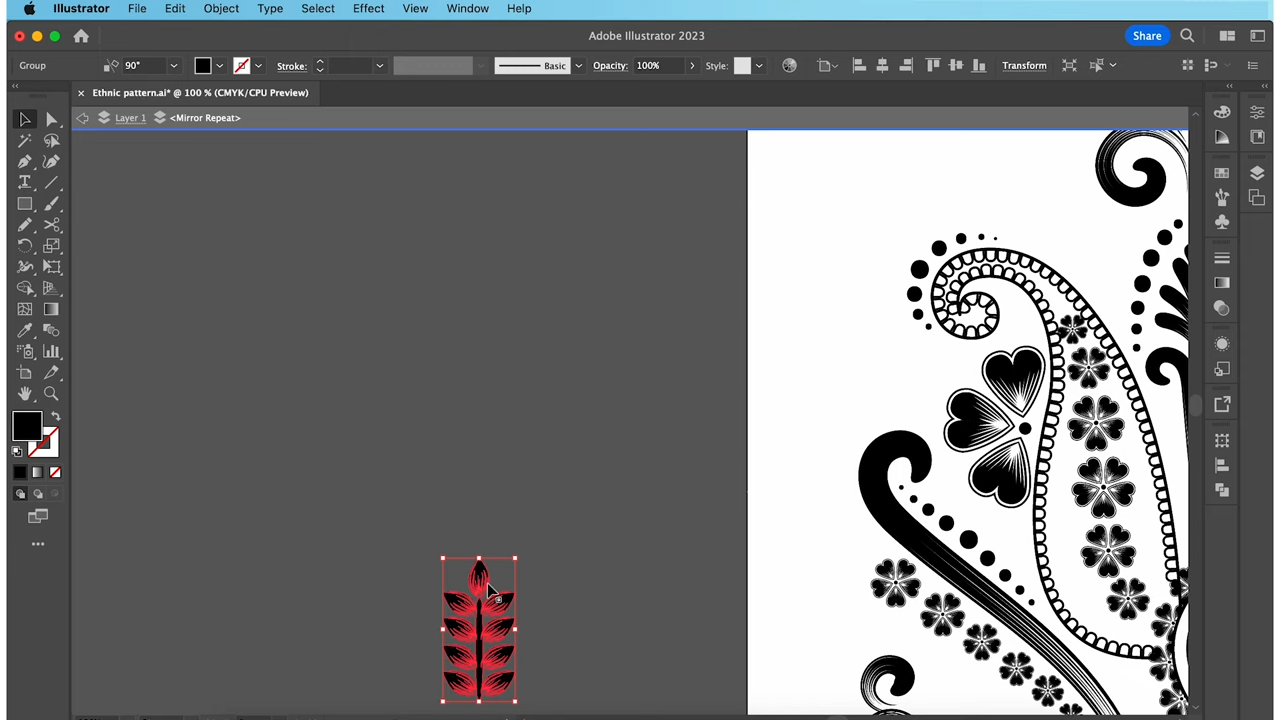 Illustrator File Edit Object Type Select Effect View Window Help
Adobe Illustrator 2023
Share
Group
90°
Stroke:
Basic
Opacity:
100%
Style:
Transform
× Ethnic pattern.ai* @ 100 % (CMYK/CPU Preview)
Layer 1
<Mirror Repeat>